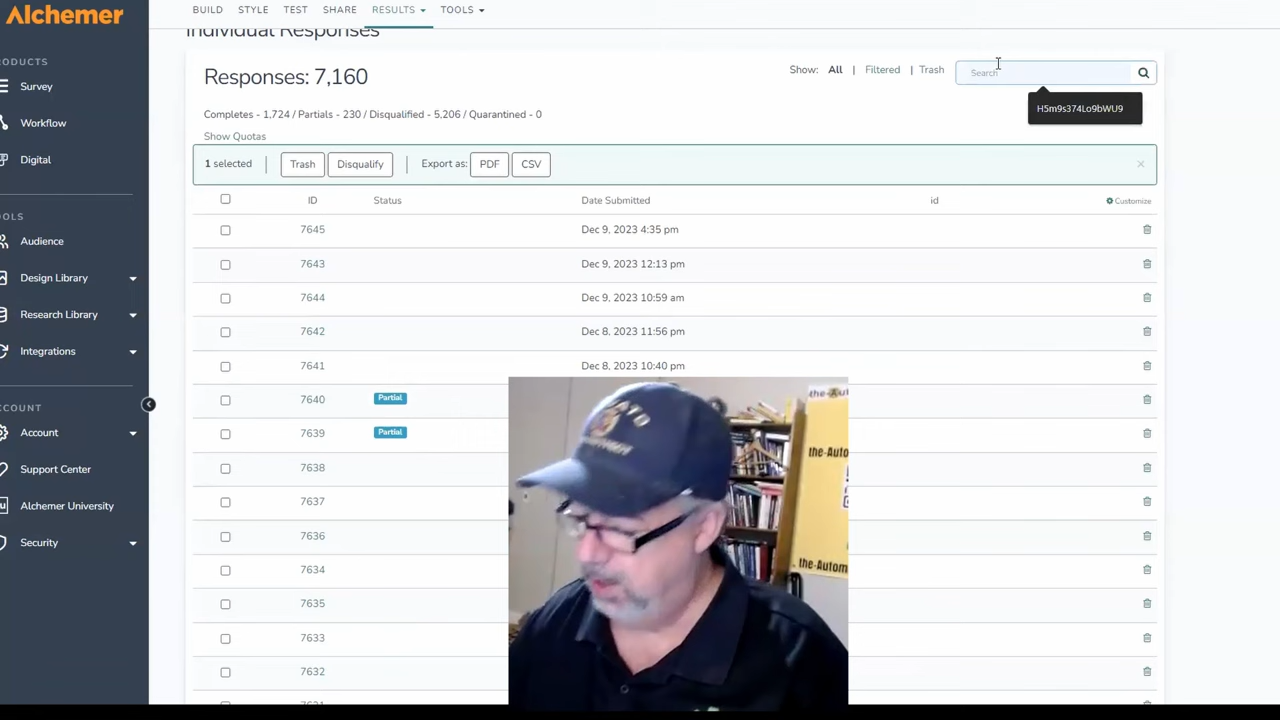 Alchemer
BUILD STYLE TEST SHARE RESULTS TOOLS
Individual Responses
RODUCTS
Survey
Workflow
Digital
OOLS
Audience
Design Library
Research Library
Integrations
CCOUNT
Account
Support Center
Alchemer University
Security
Responses: 7,160
Show: All | Filtered | Trash
Search
H5m9s374Lo9bWU9
Completes - 1,724 / Partials - 230 / Disqualified - 5,206 / Quarantined - 0
Show Quotas
1 selected | Trash Disqualify | Export as: PDF CSV ×
ID Status Date Submitted id Customize
7645 Dec 9, 2023 4:35 pm
7643 Dec 9, 2023 12:13 pm
7644 Dec 9, 2023 10:59 am
7642 Dec 8, 2023 11:56 pm
7641 Dec 8, 2023 10:40 pm
7640 Partial
7639 Partial
7638
7637
7636
7634
7635
7633
7632
the-Autom
the-Auto
the-Autom